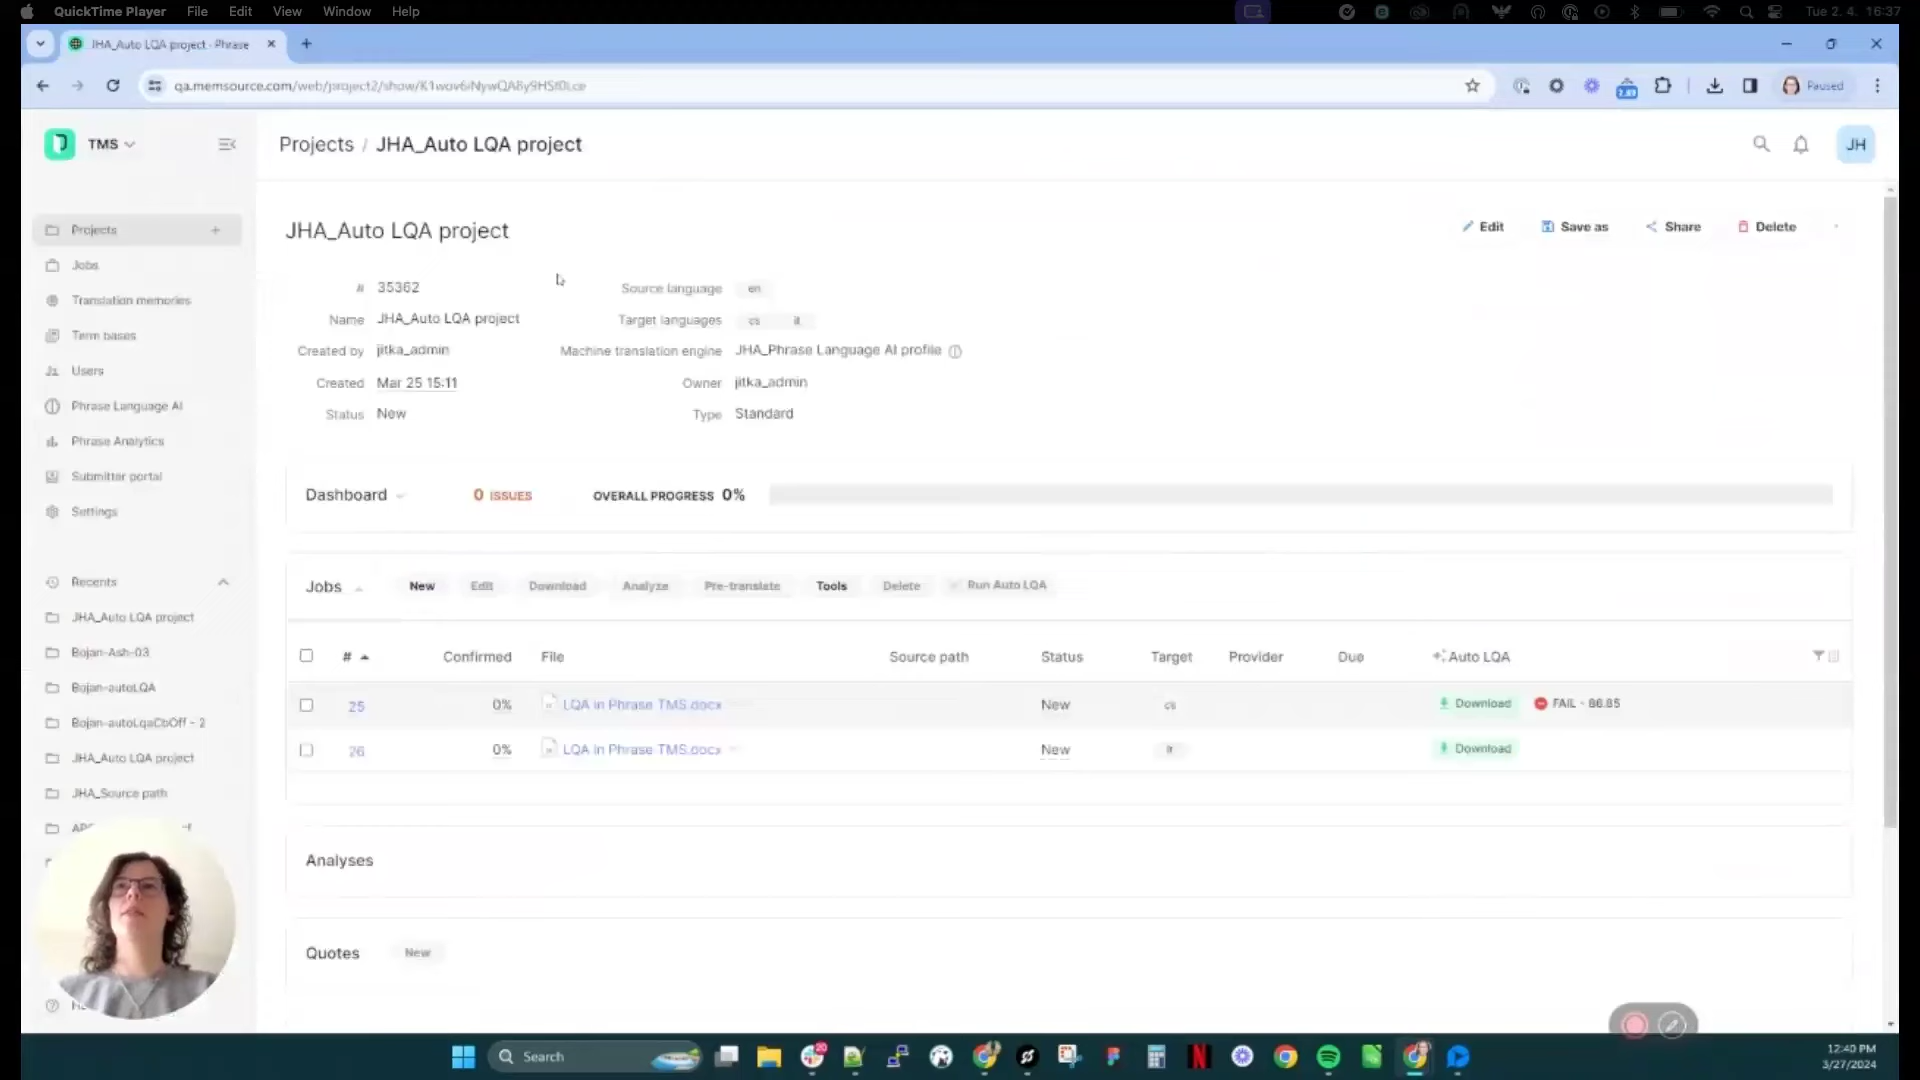 QuickTime Player File Edit View Window Help Tue 2. 4. 16:37
JHA_Auto LQA project - Phrase
qa.memsource.com/web/project2/show/K1wov6iNywQA8y9HSf0Lce
Paused
TMS
Projects / JHA_Auto LQA project
JH
Projects
Jobs
Translation memories
Term bases
Users
Phrase Language AI
Phrase Analytics
Submitter portal
Settings
Recents
JHA_Auto LQA project
Bojan-Ash-03
Bojan-autoLQA
Bojan-autoLqaCbOff - 2
JHA_Auto LQA project
JHA_Source path
JHA_Auto LQA project
Edit Save as Share Delete
# 35362
Name JHA_Auto LQA project
Created by jitka_admin
Created Mar 25 15:11
Status New
Source language en
Target languages cs it
Machine translation engine JHA_Phrase Language AI profile
Owner jitka_admin
Type Standard
Dashboard 0 ISSUES OVERALL PROGRESS 0%
Jobs New Edit Download Analyze Pre-translate Tools Delete Run Auto LQA
# Confirmed File Source path Status Target Provider Due Auto LQA
25 0% LQA in Phrase TMS.docx New cs Download FAIL - 86.85
26 0% LQA in Phrase TMS.docx New it Download
Analyses
Quotes New
Search
12:40 PM
3/27/2024